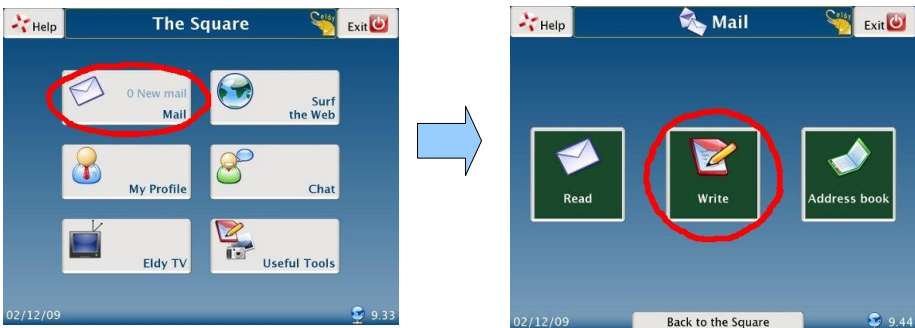 Help
The Square
Eldy
Exit
0 New mail
Mail
Surf
the Web
My Profile
Chat
Eldy TV
Useful Tools
02/12/09
9.33
Help
Mail
Eldy
Exit
Read
Write
Address book
02/12/09
Back to the Square
9.44